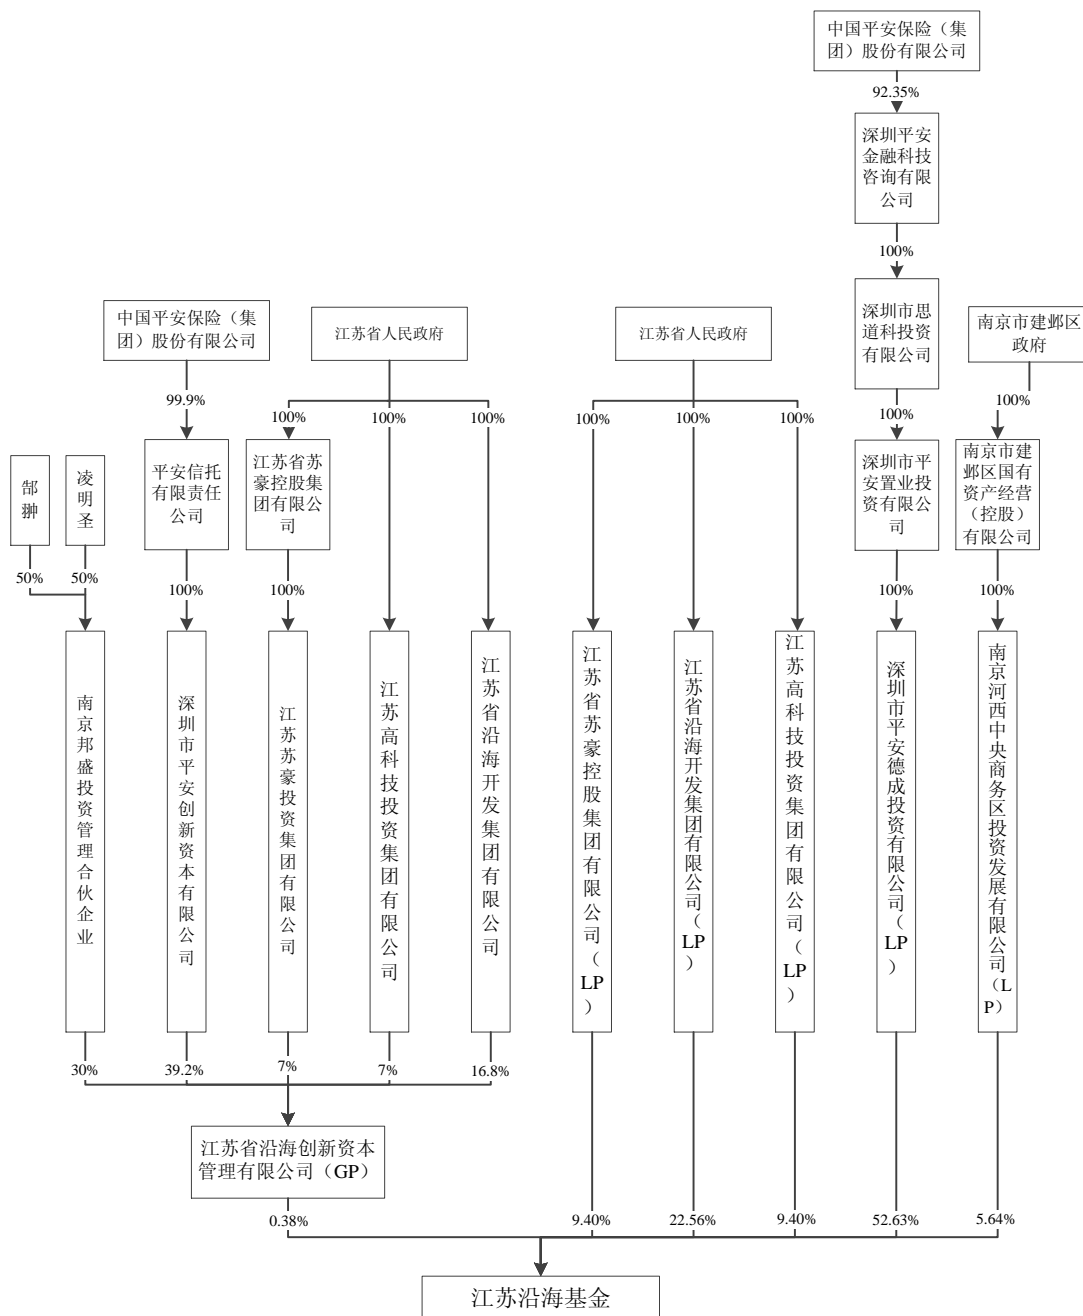 中国平安保险（集
团）股份有限公司
92.35%
深圳平安
金融科技
咨询有限
公司
100%
深圳市思
道科投资
有限公司
中国平安保险（集
团）股份有限公司
江苏省人民政府
江苏省人民政府
南京市建邺区
政府
99.9%
100%
100%
100%
100%
100%
100%
100%
100%
郜翀
凌明圣
平安信托
有限责任
公司
江苏省苏
豪控股集
团有限公
司
深圳市平
安置业投
资有限公
司
南京市建
邺区国有
资产经营
（控股）
有限公司
50%
50%
100%
100%
100%
100%
南京邦盛投资管理合伙企业
深圳市平安创新资本有限公司
江苏苏豪投资集团有限公司
江苏高科技投资集团有限公司
江苏省沿海开发集团有限公司
江苏省苏豪控股集团有限公司（LP）
江苏省沿海开发集团有限公司（LP）
江苏高科技投资集团有限公司（LP）
深圳市平安德成投资有限公司（LP）
南京河西中央商务区投资发展有限公司（LP）
30%
39.2%
7%
7%
16.8%
江苏省沿海创新资本
管理有限公司（GP）
0.38%
9.40%
22.56%
9.40%
52.63%
5.64%
江苏沿海基金